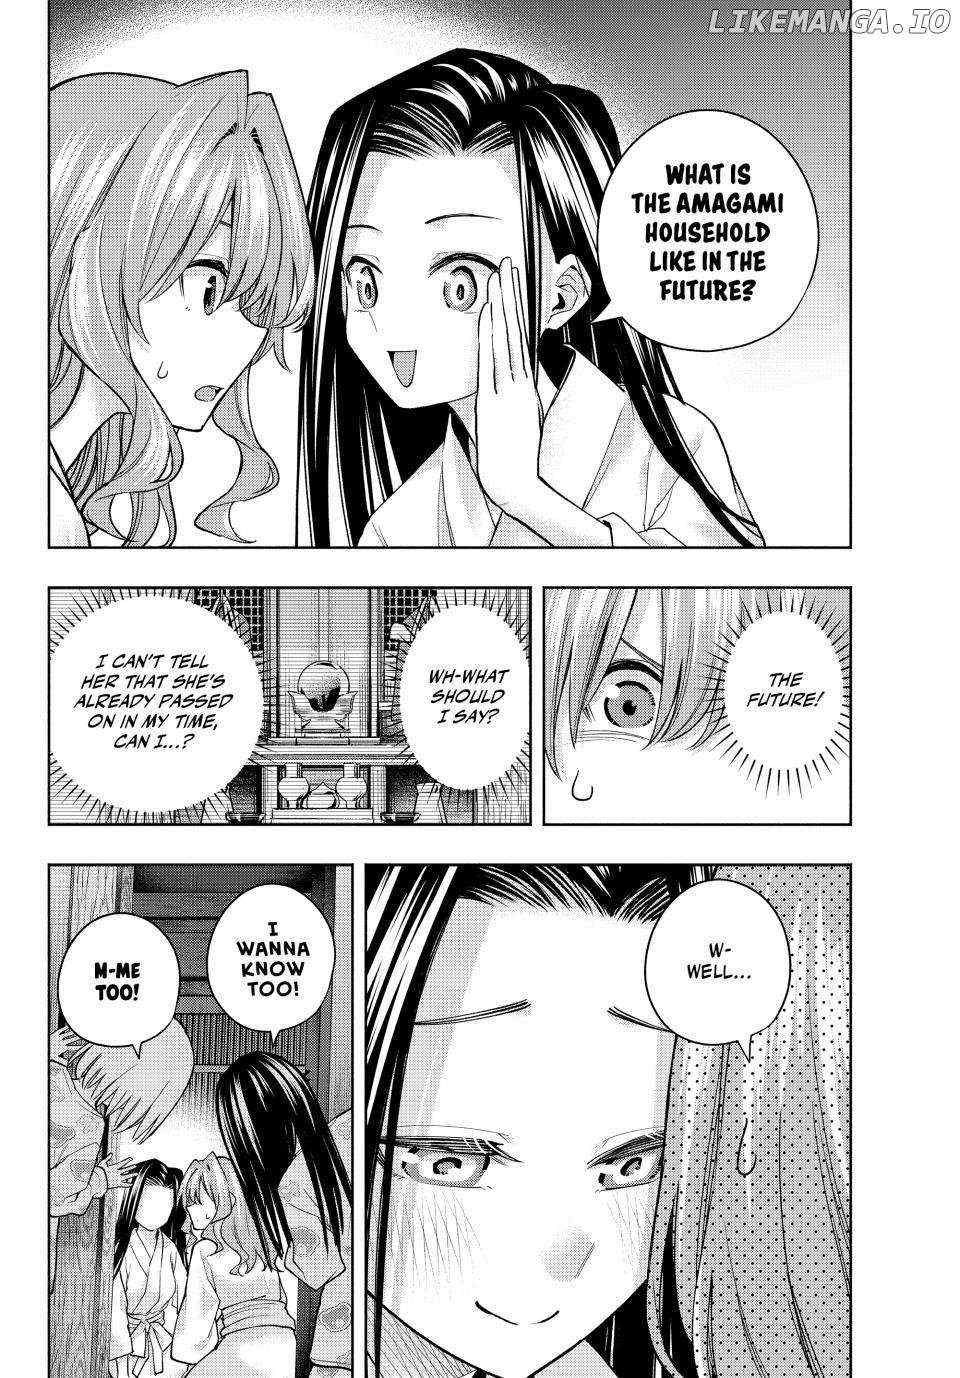 LIKEMANGA.IO
WHAT IS
THE AMAGAMI
HOUSEHOLD
LIKE IN THE
FUTURE?
THE
FUTURE!
WH-WHAT
SHOULD
I SAY?
I CAN'T TELL
HER THAT SHE'S
ALREADY PASSED
ON IN MY TIME,
CAN I...?
W-
WELL...
I
WANNA
KNOW
TOO!
M-ME
TOO!